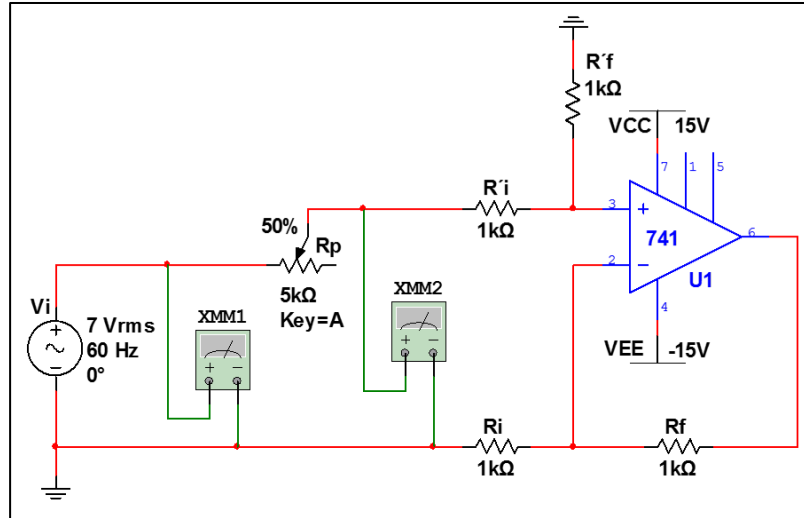 R´f
1kΩ
VCC 15V
7
1
5
R´i
1kΩ
3
+
741
6
2
−
U1
4
VEE -15V
50%
Rp
5kΩ
Key=A
XMM1
+ −
XMM2
+ −
Vi
+
−
7 Vrms
60 Hz
0°
Ri
1kΩ
Rf
1kΩ